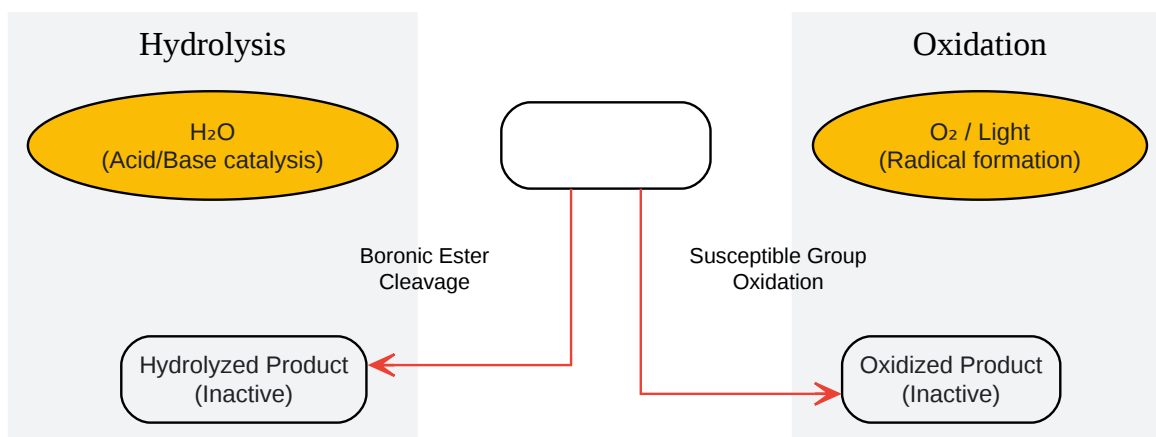 Hydrolysis
Oxidation
H₂O
(Acid/Base catalysis)
O₂ / Light
(Radical formation)
Boronic Ester
Cleavage
Susceptible Group
Oxidation
Hydrolyzed Product
(Inactive)
Oxidized Product
(Inactive)